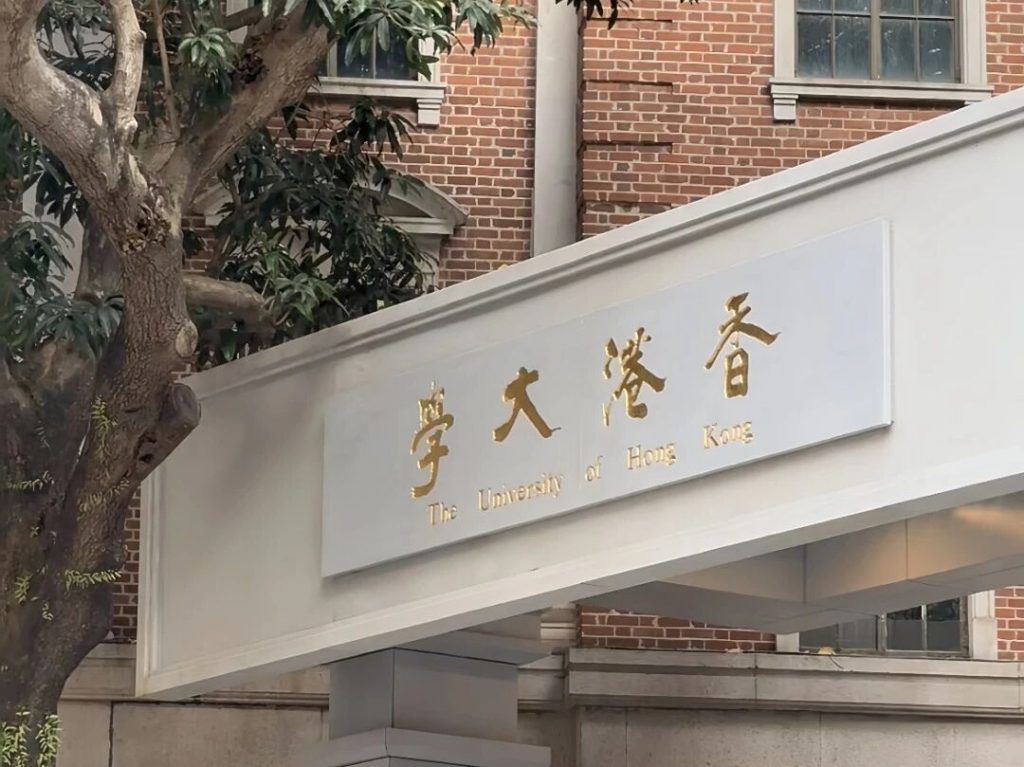 香港大學
The University of Hong Kong